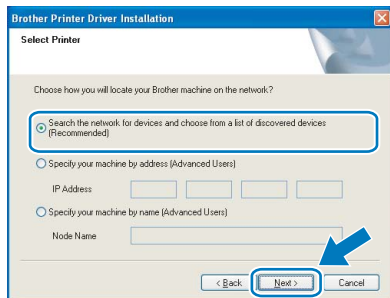 Brother Printer Driver Installation
Select Printer
Choose how you will locate your Brother machine on the network?
Search the network for devices and choose from a list of discovered devices
(Recommended)
Specify your machine by address (Advanced Users)
IP Address
Specify your machine by name (Advanced Users)
Node Name
< Back
Next >
Cancel